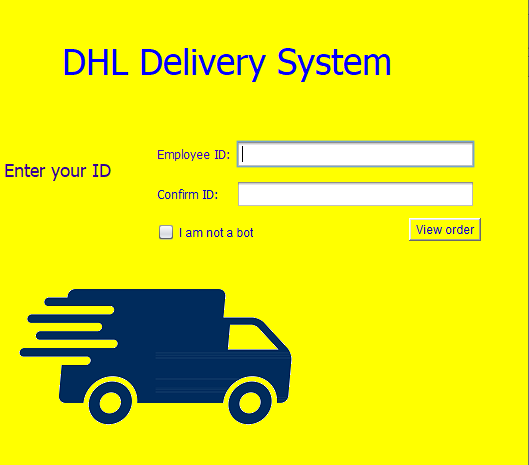 DHL Delivery System
Enter your ID
Employee ID:
Confirm ID:
I am not a bot
View order